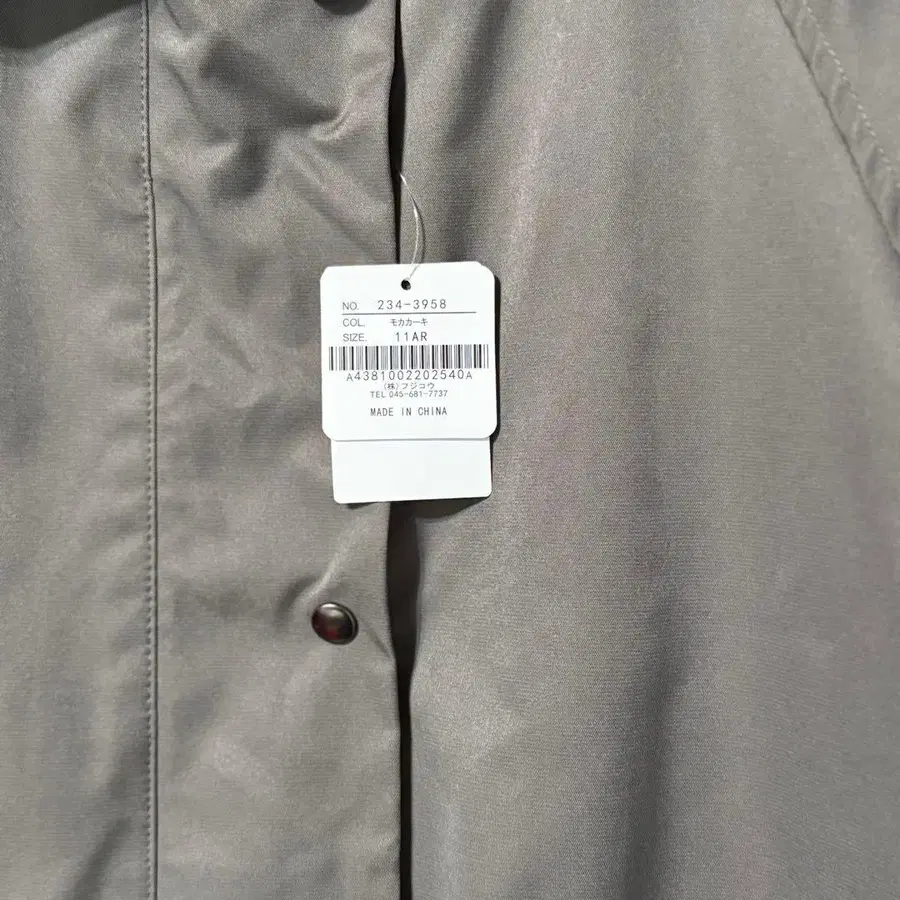 NO. 234-3958
COL. モカカーキ
SIZE. 11AR
A4381002202540A
(株)フジコウ
TEL 045-681-7737
MADE IN CHINA